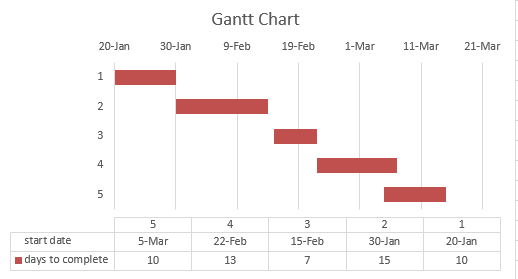 Gantt Chart
20-Jan 30-Jan 9-Feb 19-Feb 1-Mar 11-Mar 21-Mar
1
2
3
4
5
5 4 3 2 1
start date 5-Mar 22-Feb 15-Feb 30-Jan 20-Jan
days to complete 10 13 7 15 10